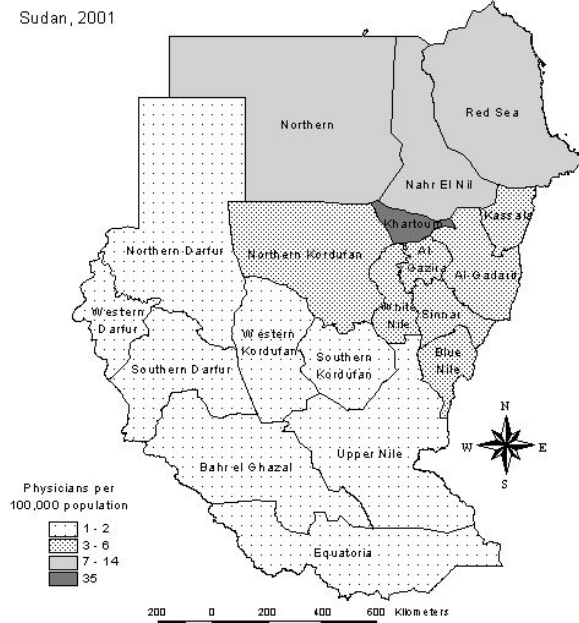 Sudan, 2001
Northern
Red Sea
Nahr El Nil
Khartoum
Kassala
Northern Darfur
Northern Kordufan
Al-
Gazira
Al-Gadarif
Western
Darfur
White
Nile
Sinnar
Western
Kordufan
Southern
Kordufan
Southern Darfur
Blue
Nile
N
W
E
S
Bahr el Ghazal
Upper Nile
Equatoria
Physicians per
100,000 population
1 - 2
3 - 6
7 - 14
35
200 0 200 400 600 Kilometers